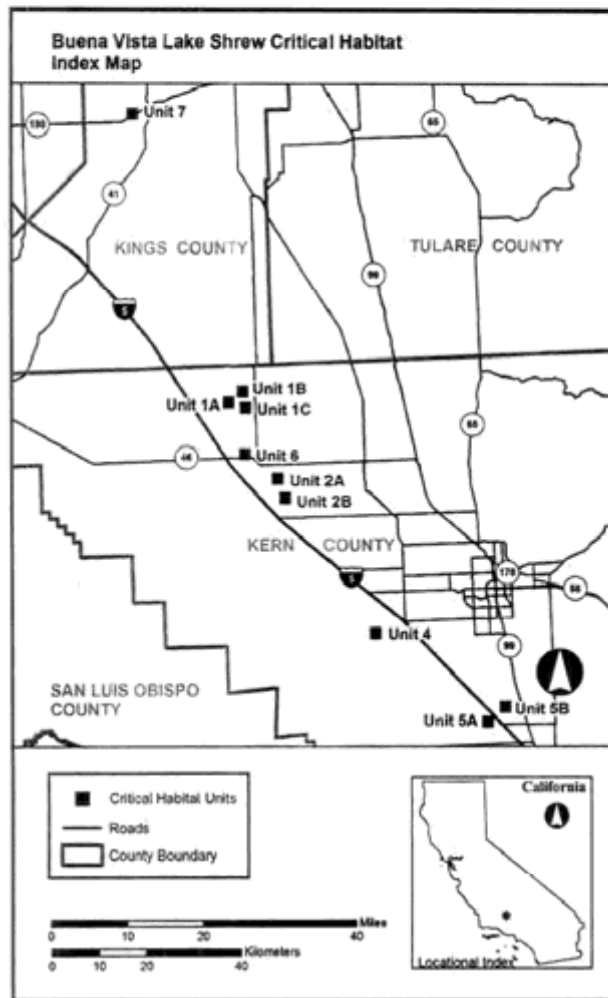 Buena Vista Lake Shrew Critical Habitat
Index Map
Unit 7
198
65
41
KINGS COUNTY
TULARE COUNTY
99
5
Unit 1B
Unit 1A
Unit 1C
65
46
Unit 6
Unit 2A
Unit 2B
KERN COUNTY
178
5
58
Unit 4
99
SAN LUIS OBISPO
COUNTY
Unit 5B
Unit 5A
Critical Habitat Units
Roads
County Boundary
California
Miles
0 10 20 40
Kilometers
0 10 20 40
Locational Index